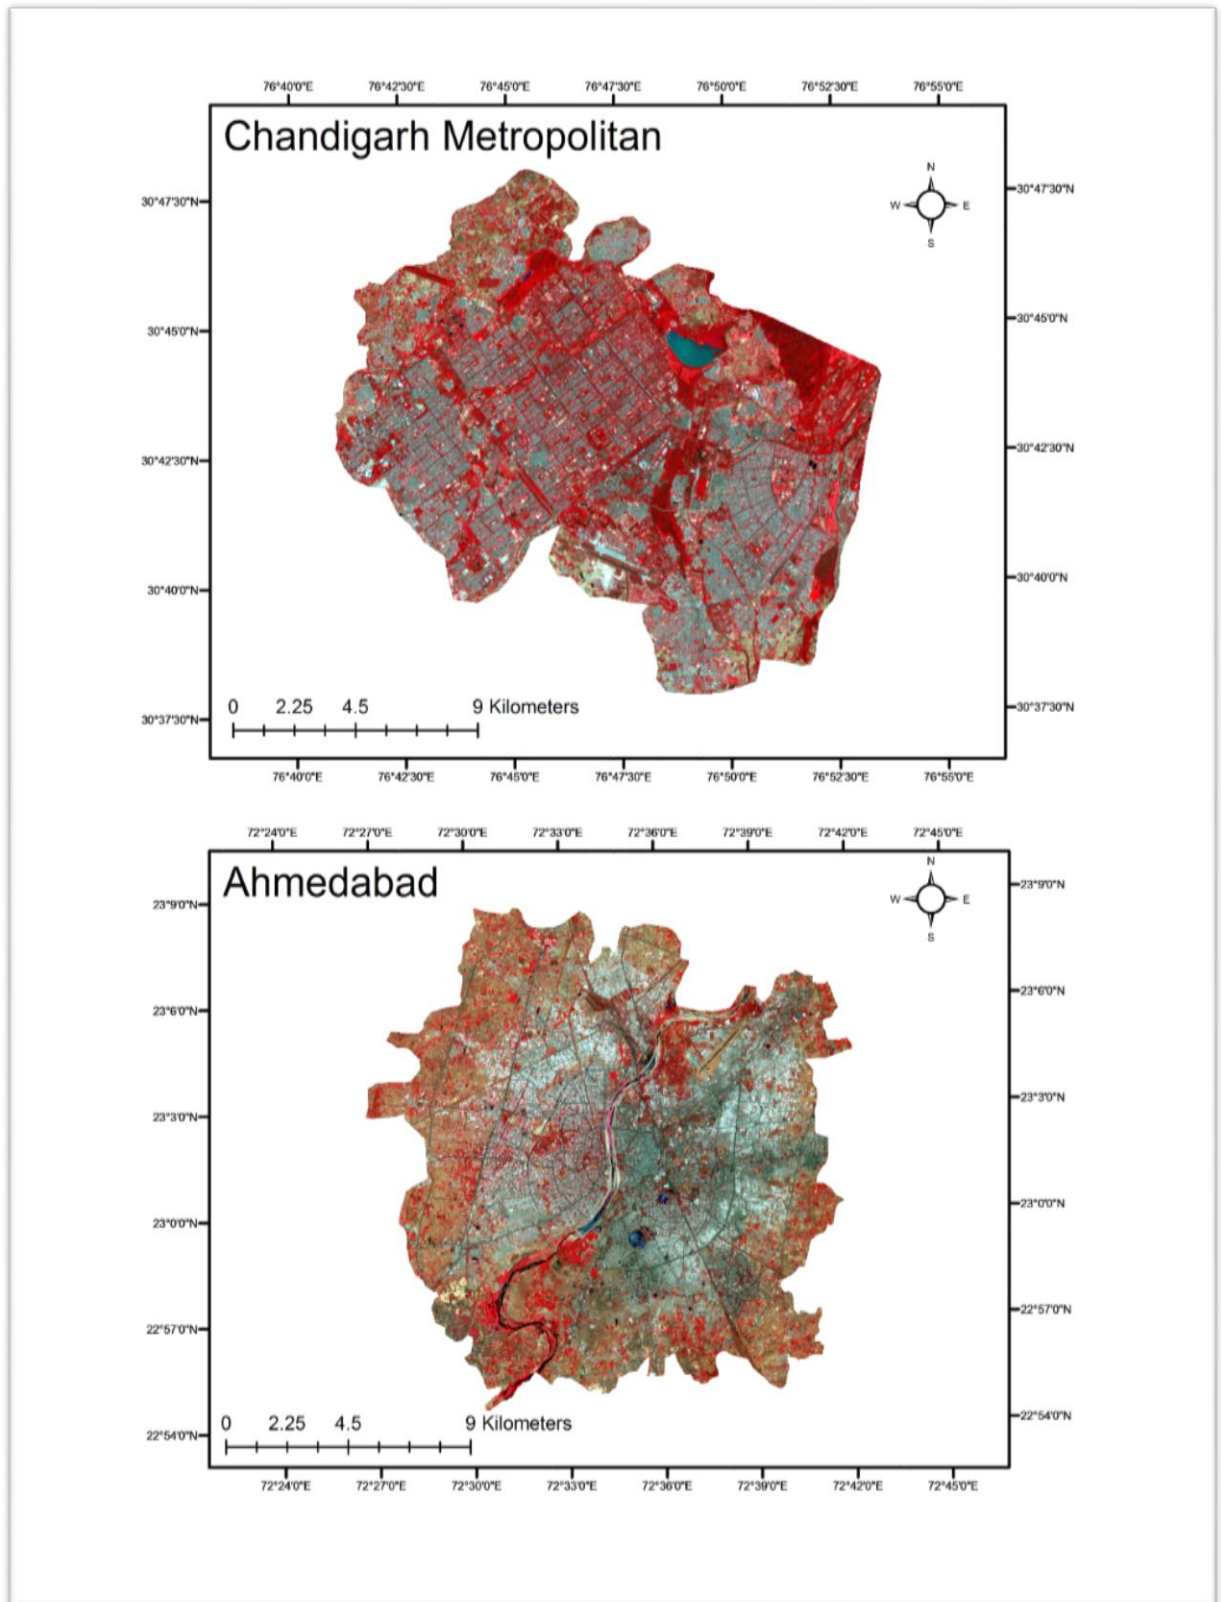 76°40'0"E 76°42'30"E 76°45'0"E 76°47'30"E 76°50'0"E 76°52'30"E 76°55'0"E
Chandigarh Metropolitan
N
W E
S
30°47'30"N 30°47'30"N
30°45'0"N 30°45'0"N
30°42'30"N 30°42'30"N
30°40'0"N 30°40'0"N
0 2.25 4.5 9 Kilometers
30°37'30"N 30°37'30"N
76°40'0"E 76°42'30"E 76°45'0"E 76°47'30"E 76°50'0"E 76°52'30"E 76°55'0"E
72°24'0"E 72°27'0"E 72°30'0"E 72°33'0"E 72°36'0"E 72°39'0"E 72°42'0"E 72°45'0"E
Ahmedabad
N
W E
S
23°9'0"N 23°9'0"N
23°6'0"N 23°6'0"N
23°3'0"N 23°3'0"N
23°0'0"N 23°0'0"N
22°57'0"N 22°57'0"N
0 2.25 4.5 9 Kilometers
22°54'0"N 22°54'0"N
72°24'0"E 72°27'0"E 72°30'0"E 72°33'0"E 72°36'0"E 72°39'0"E 72°42'0"E 72°45'0"E